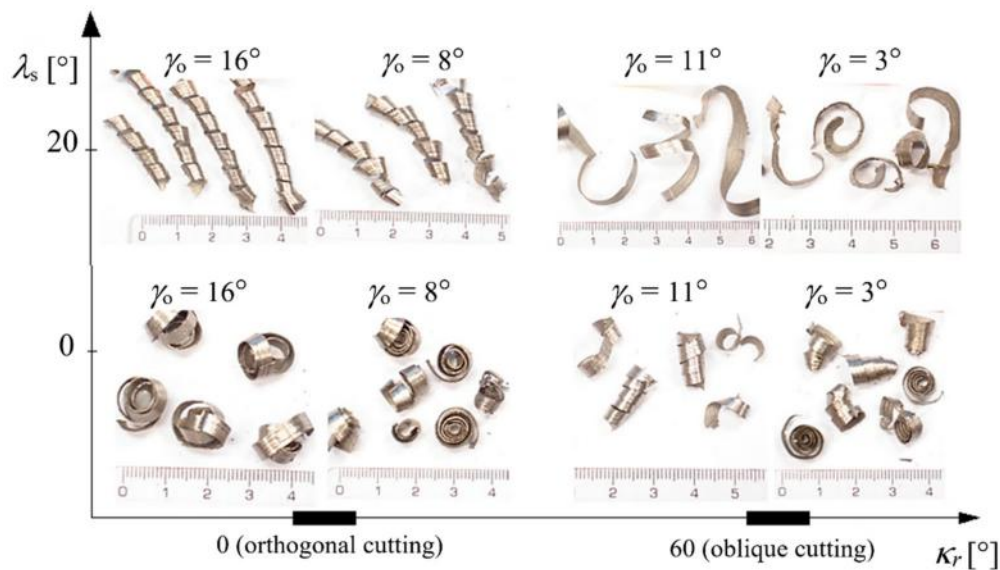 λs [°]
γo = 16°
γo = 8°
γo = 11°
γo = 3°
20
0 1 2 3 4
0 1 2 3 4 5
0 1 2 3 4 5 6
2 3 4 5 6
γo = 16°
γo = 8°
γo = 11°
γo = 3°
0
0 1 2 3 4
0 1 2 3 4
2 3 4 5
0 1 2 3 4
0 (orthogonal cutting)
60 (oblique cutting)
κr [°]